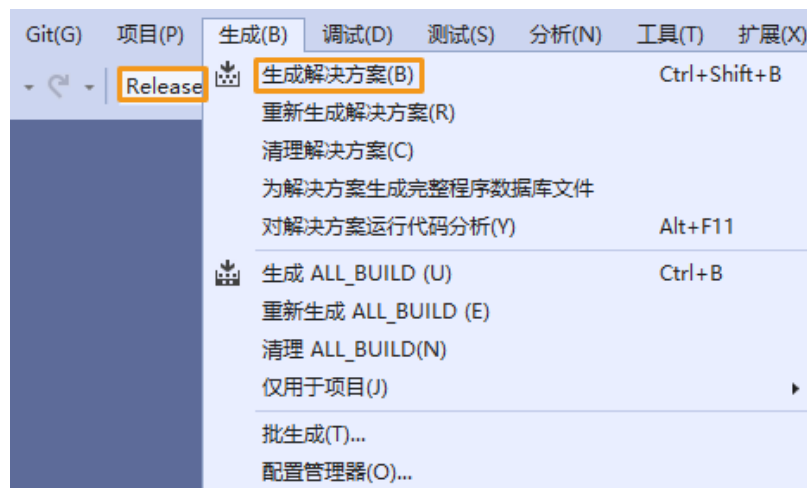 Git(G) 项目(P) 生成(B) 调试(D) 测试(S) 分析(N) 工具(T) 扩展(X)
Release
生成解决方案(B) Ctrl+Shift+B
重新生成解决方案(R)
清理解决方案(C)
为解决方案生成完整程序数据库文件
对解决方案运行代码分析(Y) Alt+F11
生成 ALL_BUILD (U) Ctrl+B
重新生成 ALL_BUILD (E)
清理 ALL_BUILD(N)
仅用于项目(J)
批生成(T)...
配置管理器(O)...